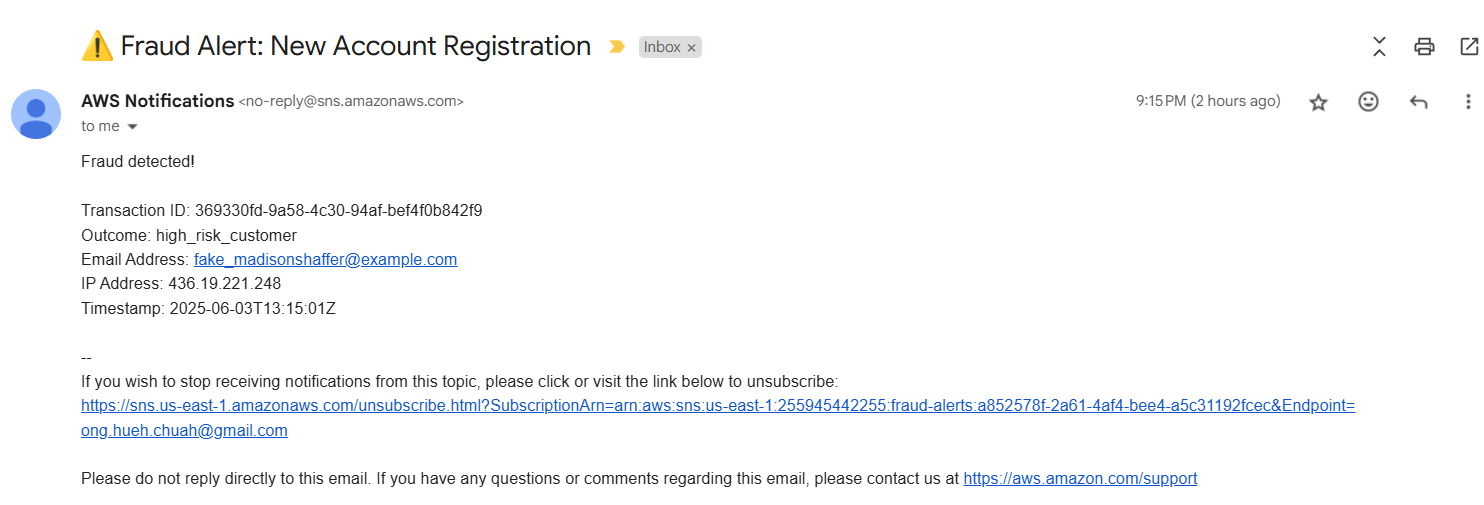 ⚠️ Fraud Alert: New Account Registration Inbox ×
AWS Notifications <no-reply@sns.amazonaws.com> 9:15 PM (2 hours ago)
to me
Fraud detected!
Transaction ID: 369330fd-9a58-4c30-94af-bef4f0b842f9
Outcome: high_risk_customer
Email Address: fake_madisonshaffer@example.com
IP Address: 436.19.221.248
Timestamp: 2025-06-03T13:15:01Z
--
If you wish to stop receiving notifications from this topic, please click or visit the link below to unsubscribe:
https://sns.us-east-1.amazonaws.com/unsubscribe.html?SubscriptionArn=arn:aws:sns:us-east-1:255945442255:fraud-alerts:a852578f-2a61-4af4-bee4-a5c31192fcec&Endpoint=
ong.hueh.chuah@gmail.com
Please do not reply directly to this email. If you have any questions or comments regarding this email, please contact us at https://aws.amazon.com/support